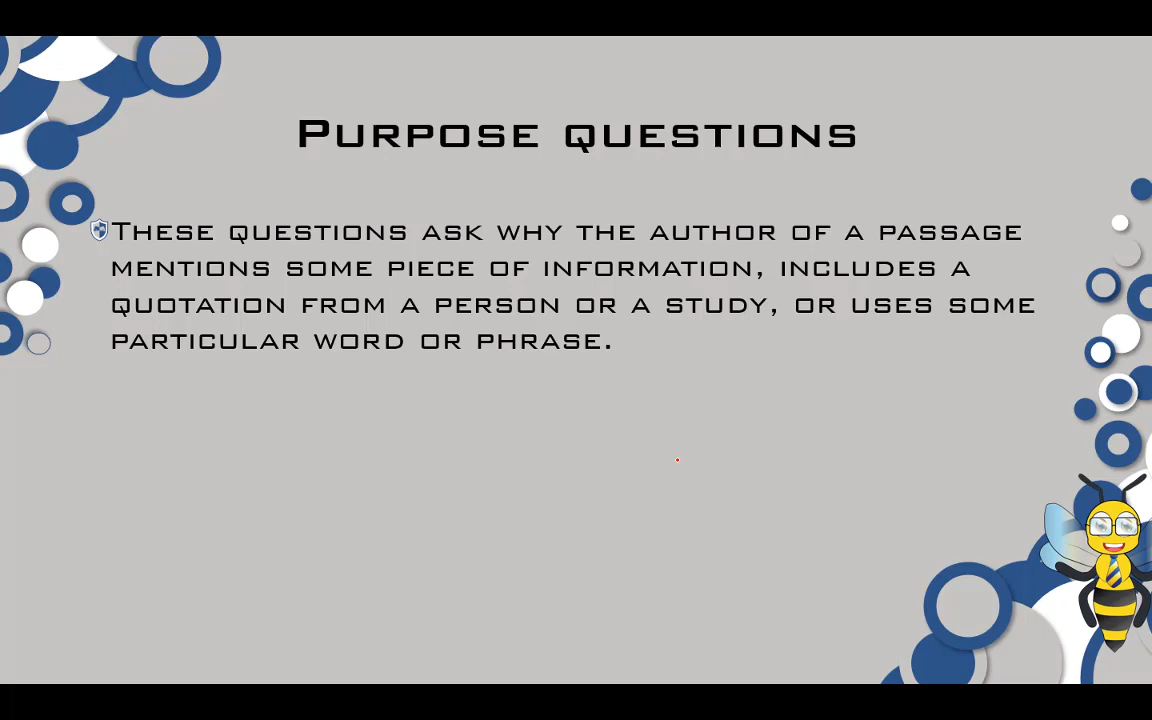 Purpose questions
These questions ask why the author of a passage
mentions some piece of information, includes a
quotation from a person or a study, or uses some
particular word or phrase.